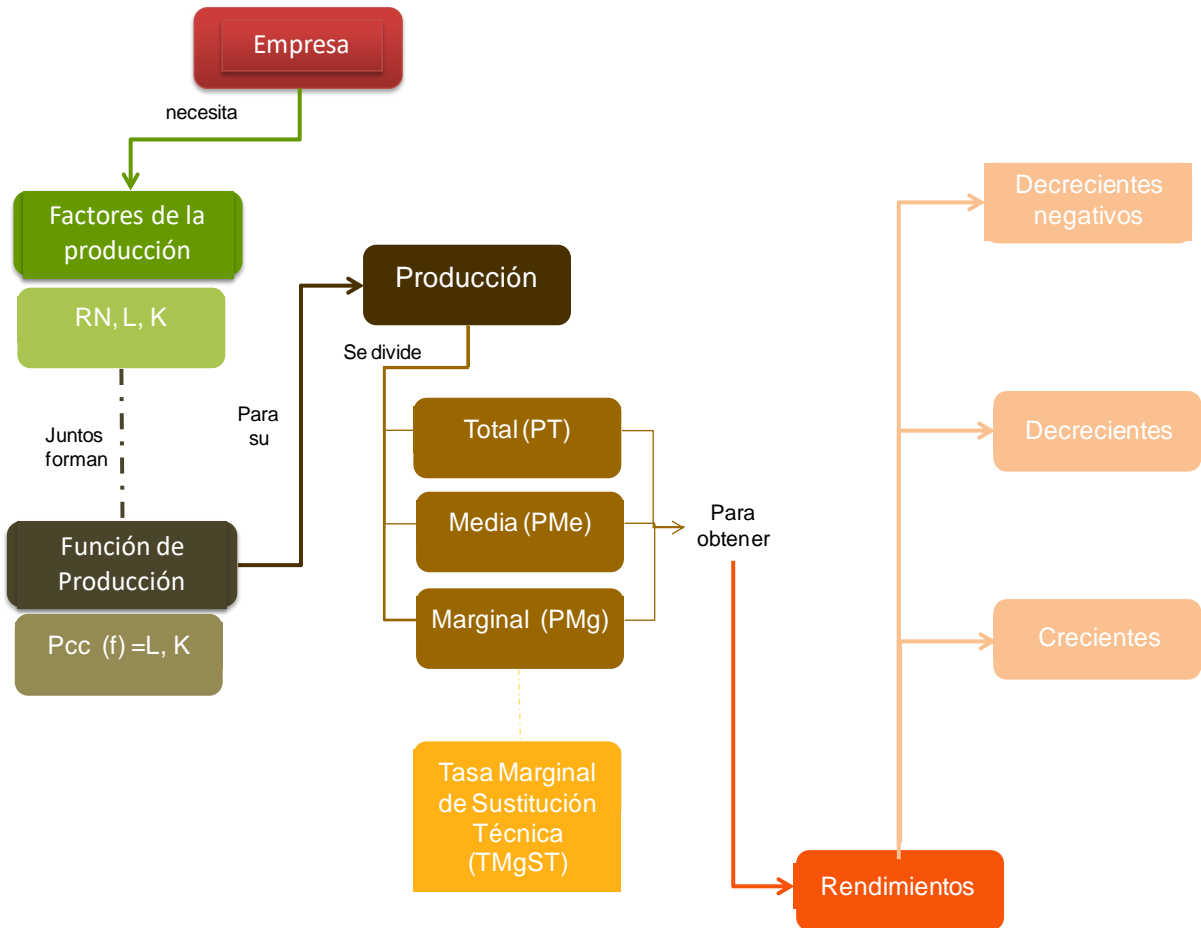 Empresa
necesita
Factores de la
producción
RN, L, K
Juntos
forman
Función de
Producción
Pcc (f) =L, K
Para
su
Producción
Se divide
Total (PT)
Media (PMe)
Marginal (PMg)
Tasa Marginal
de Sustitución
Técnica
(TMgST)
Para
obtener
Rendimientos
Decrecientes
negativos
Decrecientes
Crecientes